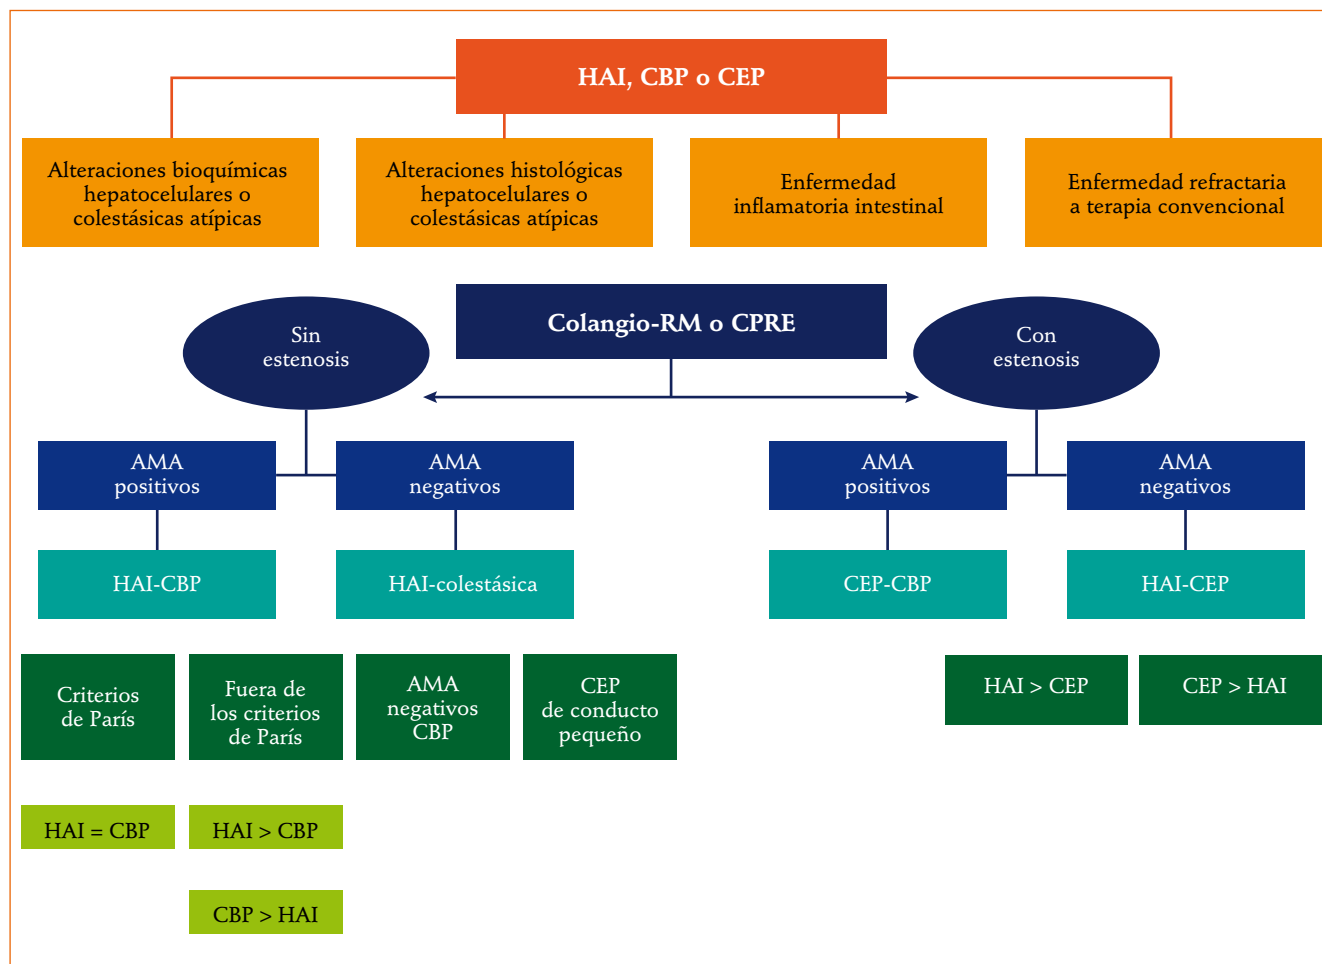 HAI, CBP o CEP
Alteraciones bioquímicas
hepatocelulares o
colestásicas atípicas
Alteraciones histológicas
hepatocelulares o
colestásicas atípicas
Enfermedad
inflamatoria intestinal
Enfermedad refractaria
a terapia convencional
Colangio-RM o CPRE
Sin
estenosis
Con
estenosis
AMA
positivos
AMA
negativos
AMA
positivos
AMA
negativos
HAI-CBP
HAI-colestásica
CEP-CBP
HAI-CEP
Criterios
de París
Fuera de
los criterios
de París
AMA
negativos
CBP
CEP
de conducto
pequeño
HAI > CEP
CEP > HAI
HAI = CBP
HAI > CBP
CBP > HAI